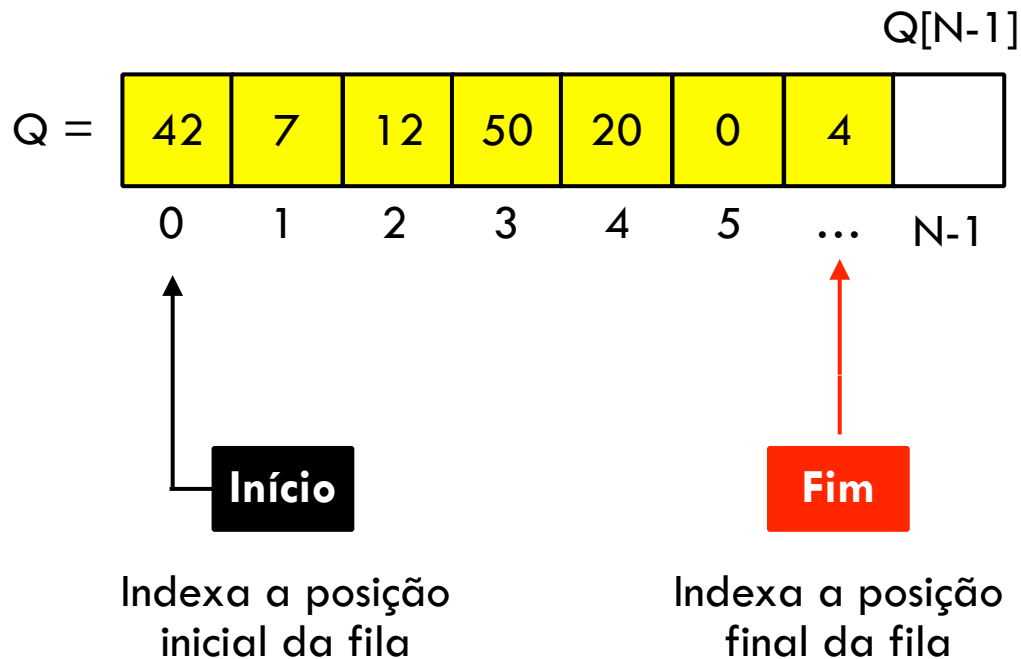 Q[N-1]
Q = 42 7 12 50 20 0 4
0 1 2 3 4 5 ... N-1
Início Fim
Indexa a posição Indexa a posição
inicial da fila final da fila